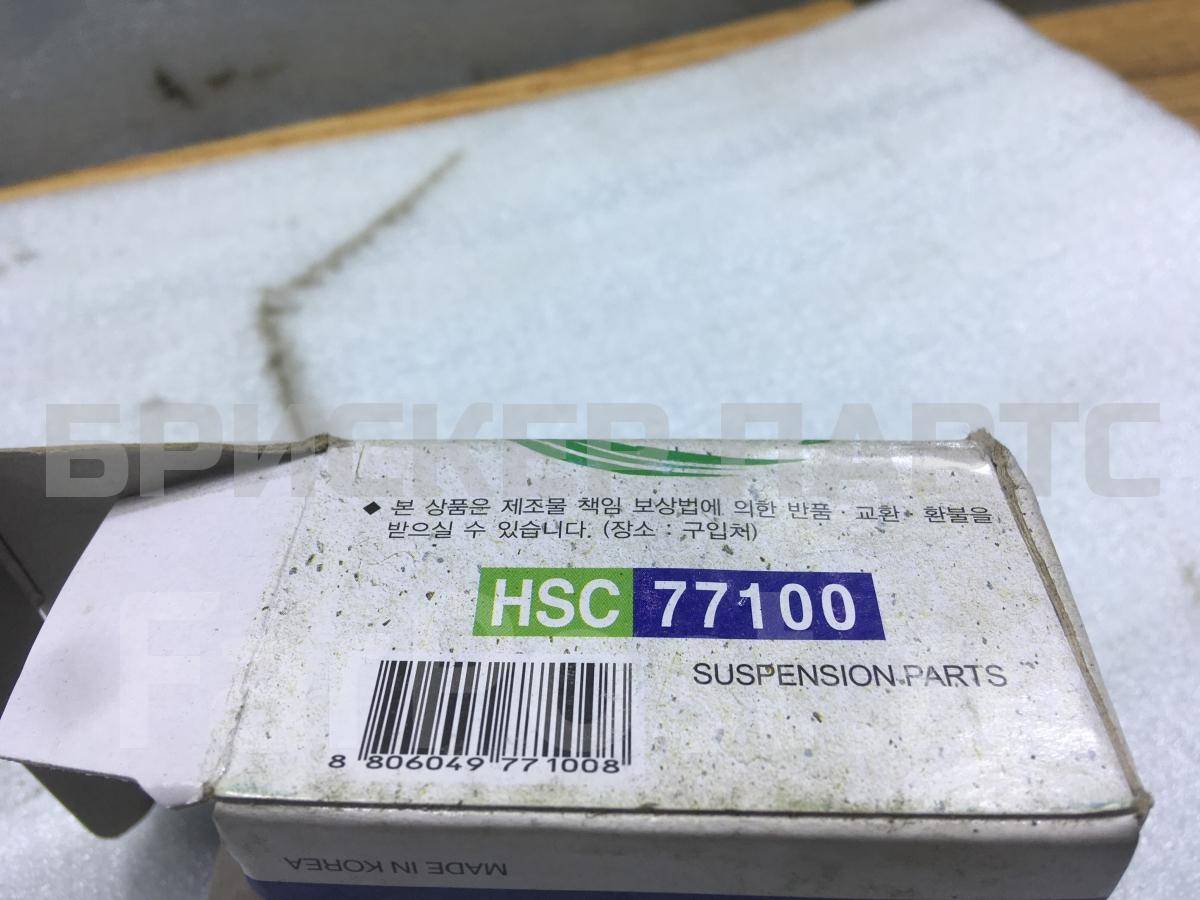 БРИСКЕР ПАРТС
◆ 본 상품은 제조물 책임 보상법에 의한 반품 · 교환 · 환불을
받으실 수 있습니다. (장소 : 구입처)
HSC 77100
SUSPENSION PARTS
8 806049 771008
MADE IN KOREA